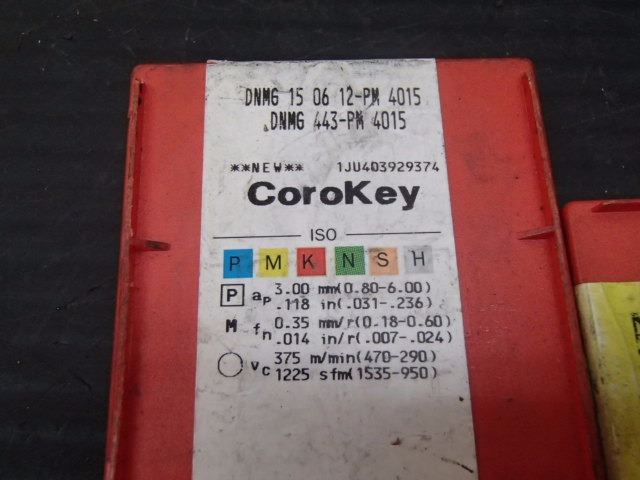 DNMG 15 06 12-PM 4015
DNMG 443-PM 4015
**NEW** 1JU403929374
CoroKey
ISO
P M K N S H
P ap 3.00 mm(0.80-6.00)
.118 in(.031-.236)
M fn 0.35 mm/r(0.18-0.60)
.014 in/r(.007-.024)
vc 375 m/min(470-290)
1225 sfm(1535-950)